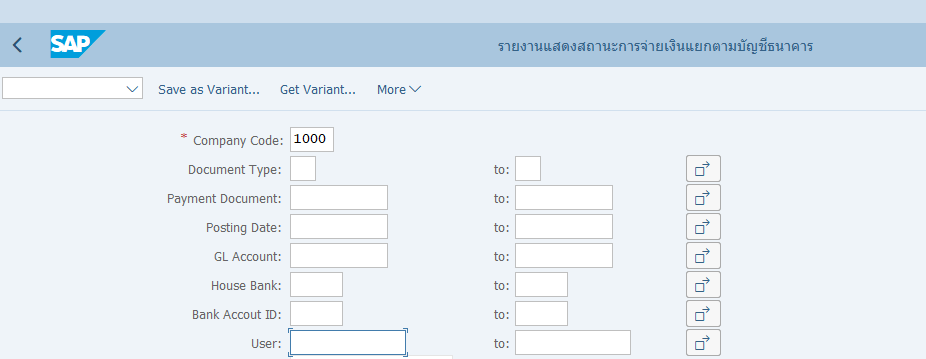 SAP รายงานแสดงสถานะการจ่ายเงินแยกตามบัญชีธนาคาร
Save as Variant... Get Variant... More
* Company Code: 1000
Document Type: to:
Payment Document: to:
Posting Date: to:
GL Account: to:
House Bank: to:
Bank Accout ID: to:
User: to: